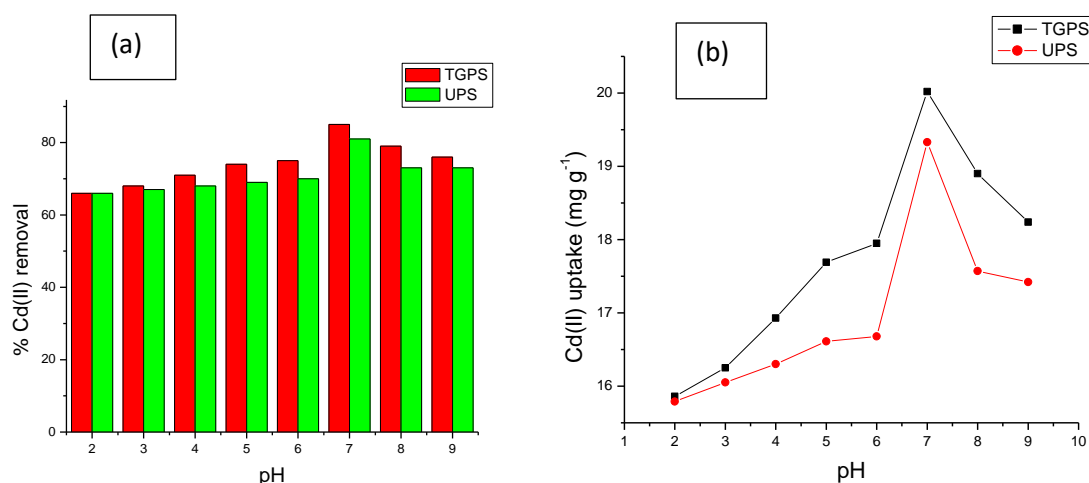 (a)
TGPS
UPS
% Cd(II) removal
80
60
40
20
0
2 3 4 5 6 7 8 9
pH
(b)
TGPS
UPS
Cd(II) uptake (mg g-1)
20
19
18
17
16
1 2 3 4 5 6 7 8 9 10
pH